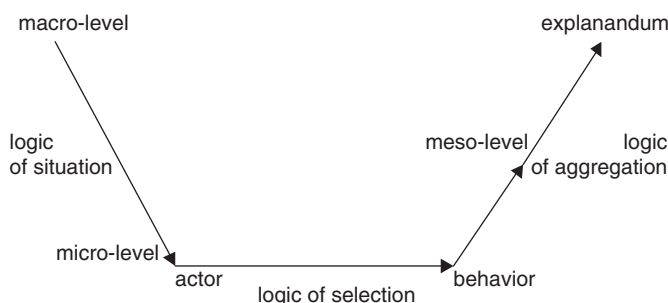 macro-level
explanandum
logic
of situation
meso-level
logic
of aggregation
micro-level
actor
behavior
logic of selection